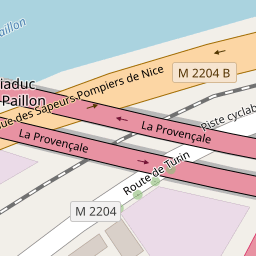 Paillon
M 2204 B
iaduc
Paillon
ue des Sapeurs-Pompiers de Nice
La Provençale
La Provençale
Piste cyclab
Route de Turin
M 2204